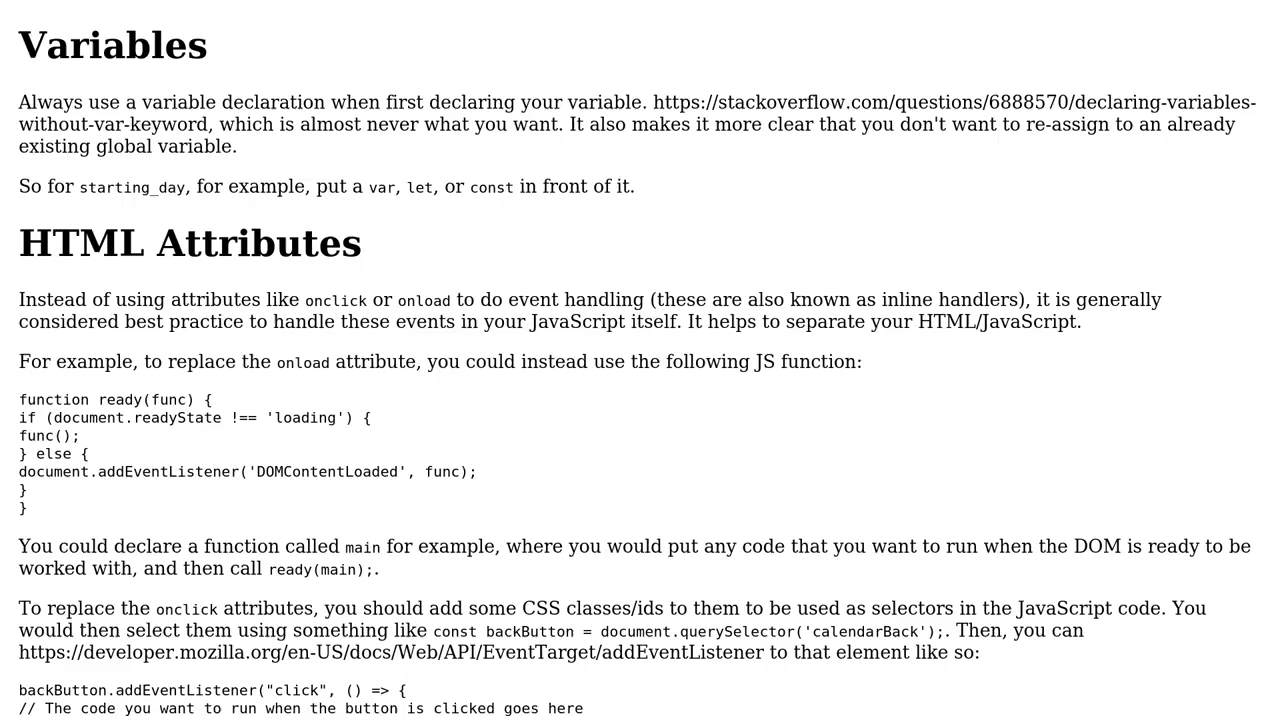 Variables
Always use a variable declaration when first declaring your variable. https://stackoverflow.com/questions/6888570/declaring-variables-
without-var-keyword, which is almost never what you want. It also makes it more clear that you don't want to re-assign to an already
existing global variable.
So for starting_day, for example, put a var, let, or const in front of it.
HTML Attributes
Instead of using attributes like onclick or onload to do event handling (these are also known as inline handlers), it is generally
considered best practice to handle these events in your JavaScript itself. It helps to separate your HTML/JavaScript.
For example, to replace the onload attribute, you could instead use the following JS function:
function ready(func) {
if (document.readyState !== 'loading') {
func();
} else {
document.addEventListener('DOMContentLoaded', func);
}
}
You could declare a function called main for example, where you would put any code that you want to run when the DOM is ready to be
worked with, and then call ready(main);.
To replace the onclick attributes, you should add some CSS classes/ids to them to be used as selectors in the JavaScript code. You
would then select them using something like const backButton = document.querySelector('calendarBack');. Then, you can
https://developer.mozilla.org/en-US/docs/Web/API/EventTarget/addEventListener to that element like so:
backButton.addEventListener("click", () => {
// The code you want to run when the button is clicked goes here